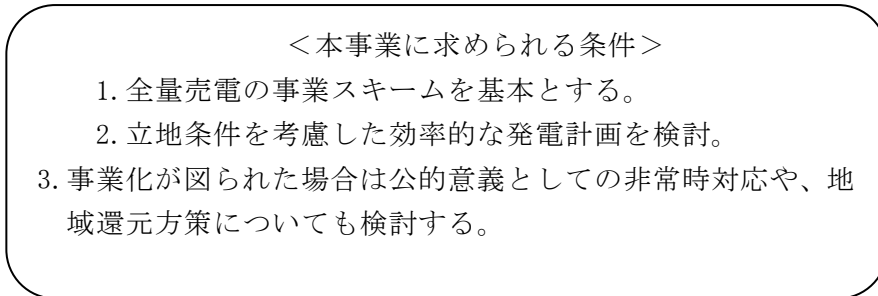 ＜本事業に求められる条件＞
1. 全量売電の事業スキームを基本とする。
2. 立地条件を考慮した効率的な発電計画を検討。
3. 事業化が図られた場合は公的意義としての非常時対応や、地
域還元方策についても検討する。